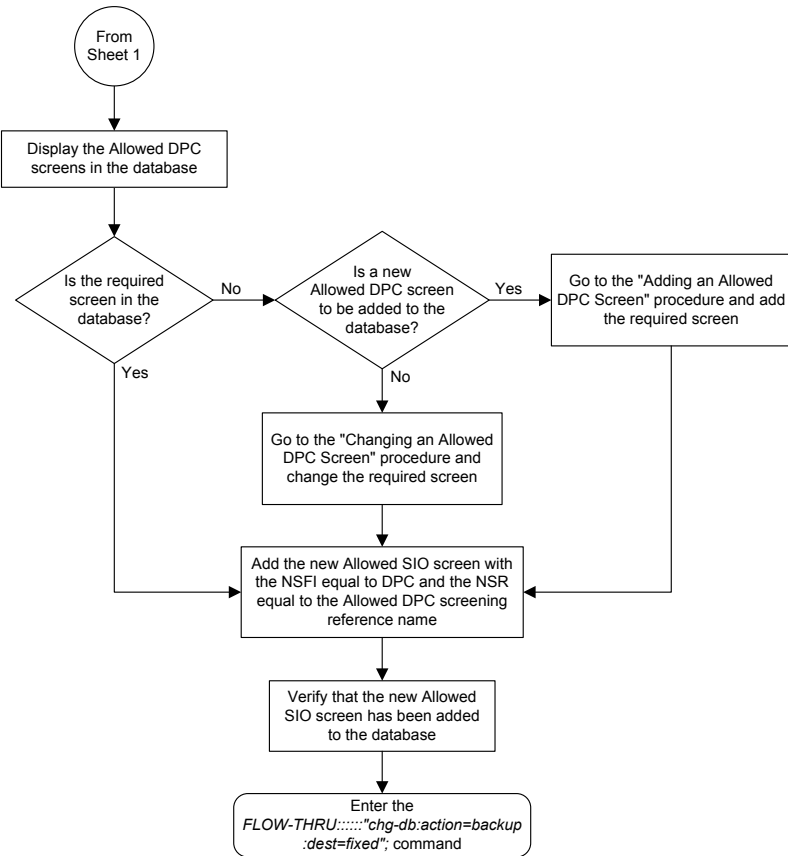 From
Sheet 1
Display the Allowed DPC
screens in the database
Is the required
screen in the
database?
No
Is a new
Allowed DPC screen
to be added to the
database?
Yes
Go to the "Adding an Allowed
DPC Screen" procedure and add
the required screen
Yes
No
Go to the "Changing an Allowed
DPC Screen" procedure and
change the required screen
Add the new Allowed SIO screen with
the NSFI equal to DPC and the NSR
equal to the Allowed DPC screening
reference name
Verify that the new Allowed
SIO screen has been added
to the database
Enter the
FLOW-THRU::::::"chg-db:action=backup
:dest=fixed"; command